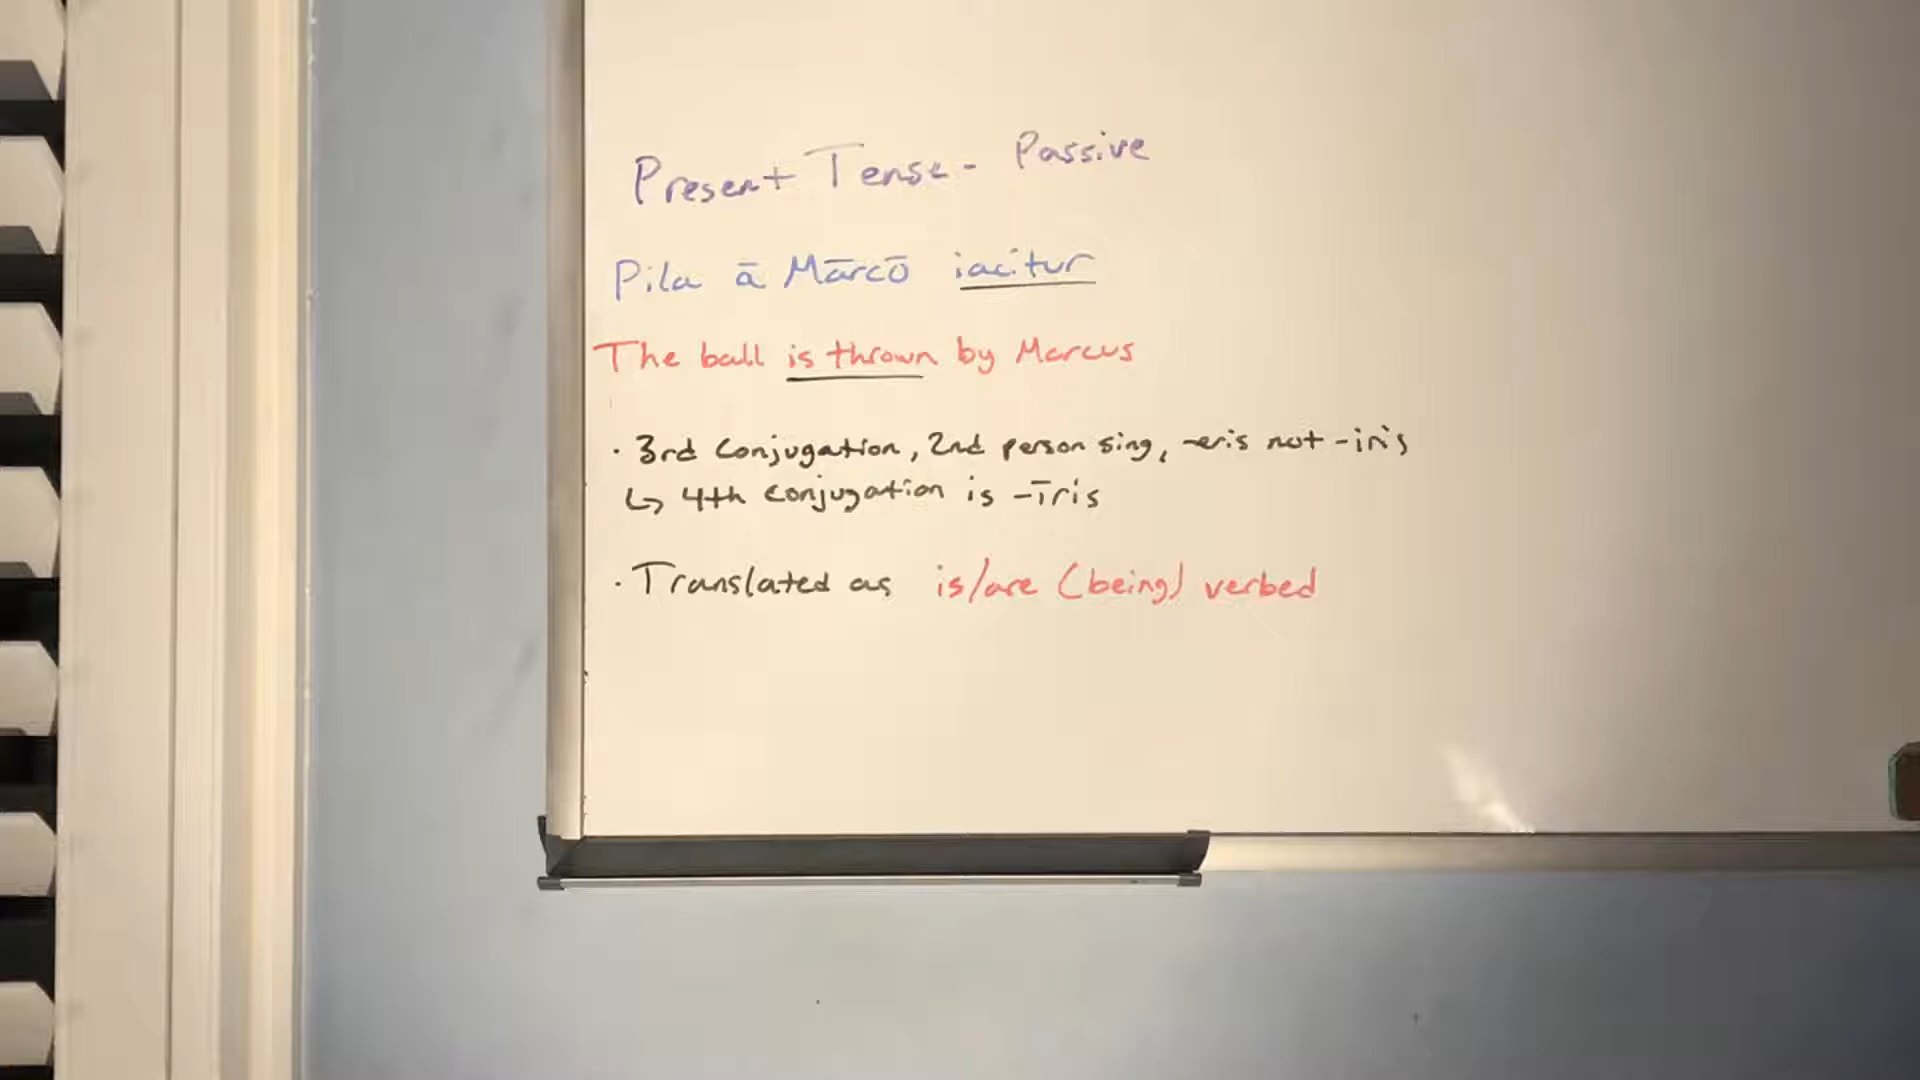 Present Tense - Passive
Pila ā Mārcō iacitur
The ball is thrown by Marcus
· 3rd conjugation, 2nd person sing, -eris not -iris
↳ 4th conjugation is -īris
· Translated as is/are (being) verbed